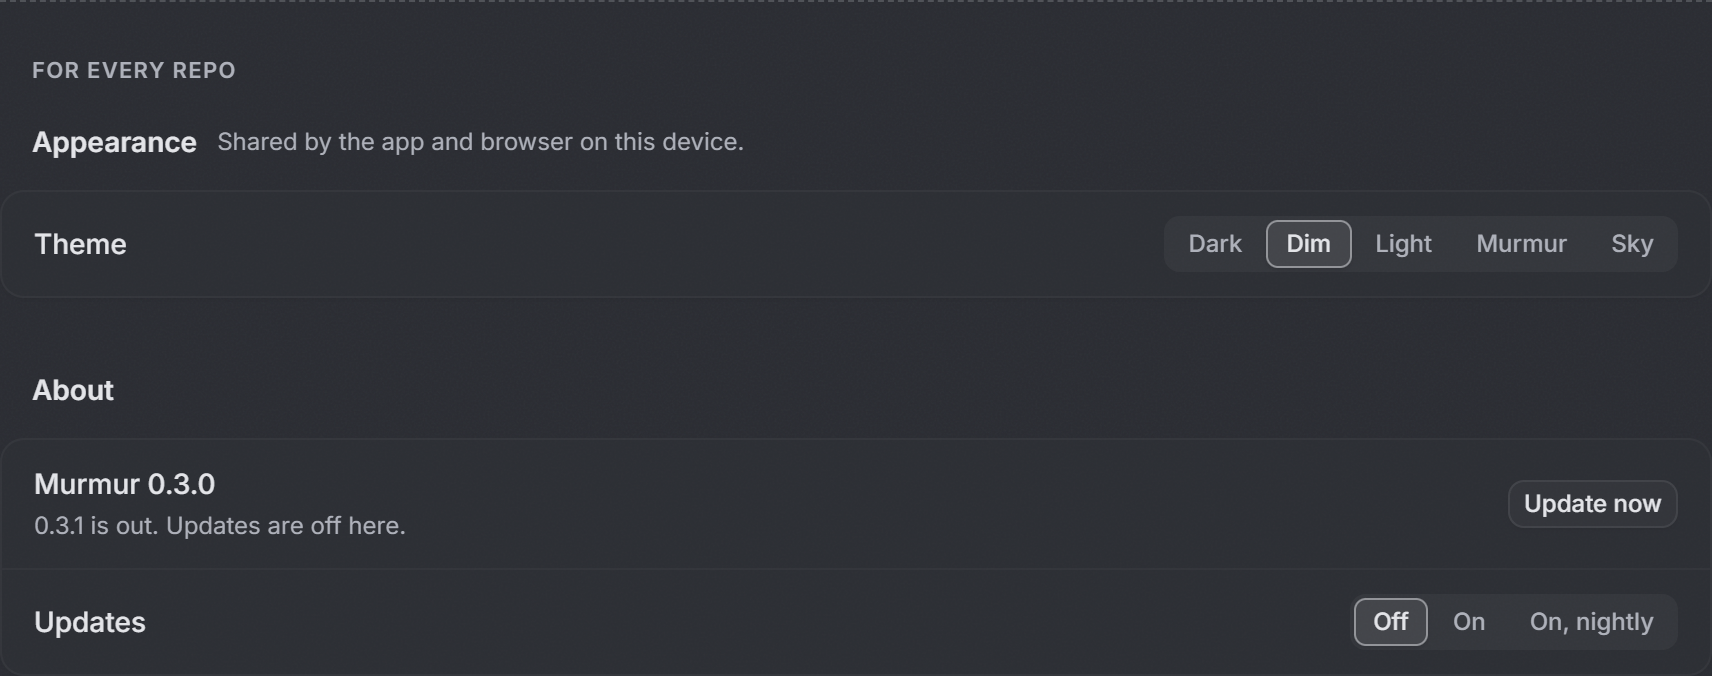 FOR EVERY REPO
Appearance Shared by the app and browser on this device.
Theme Dark Dim Light Murmur Sky
About
Murmur 0.3.0
0.3.1 is out. Updates are off here.
Update now
Updates Off On On, nightly